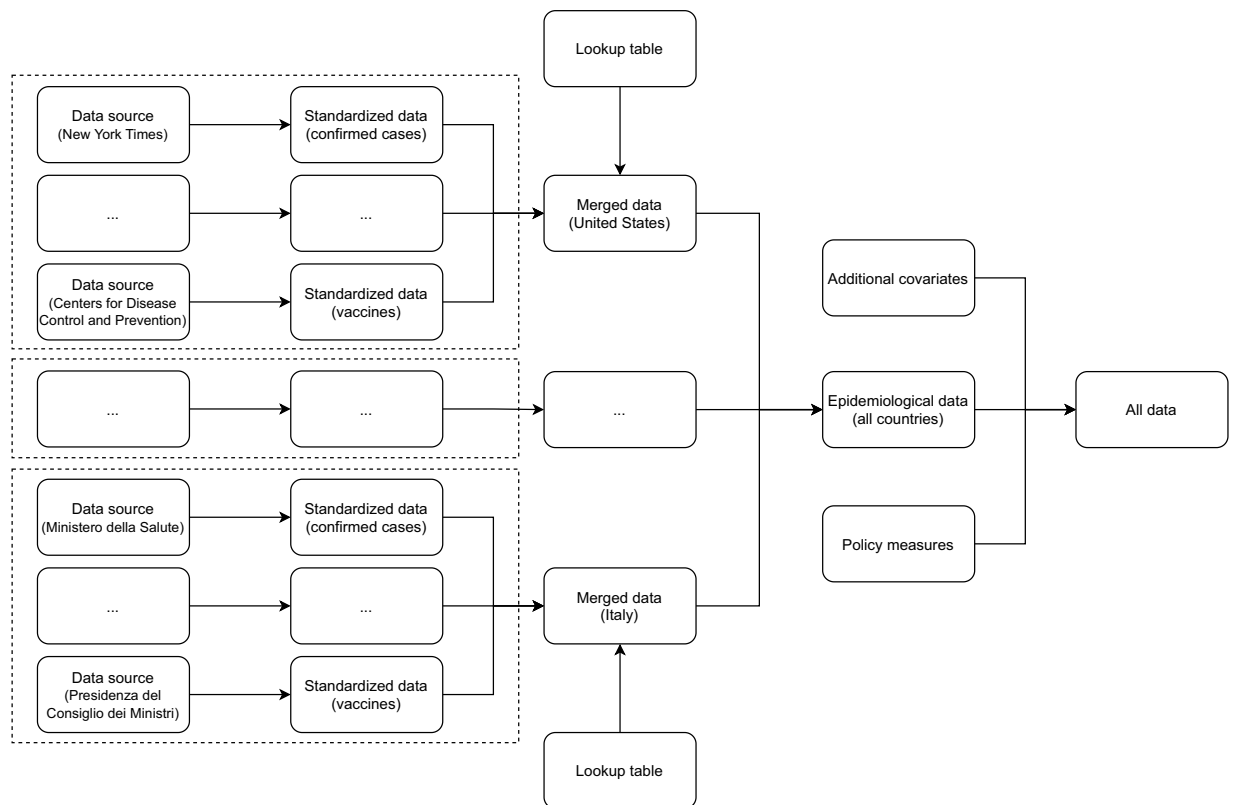 Lookup table
Data source
(New York Times)
Standardized data
(confirmed cases)
...
...
Merged data
(United States)
Data source
(Centers for Disease
Control and Prevention)
Standardized data
(vaccines)
Additional covariates
...
...
...
Epidemiological data
(all countries)
All data
Data source
(Ministero della Salute)
Standardized data
(confirmed cases)
Policy measures
...
...
Merged data
(Italy)
Data source
(Presidenza del
Consiglio dei Ministri)
Standardized data
(vaccines)
Lookup table